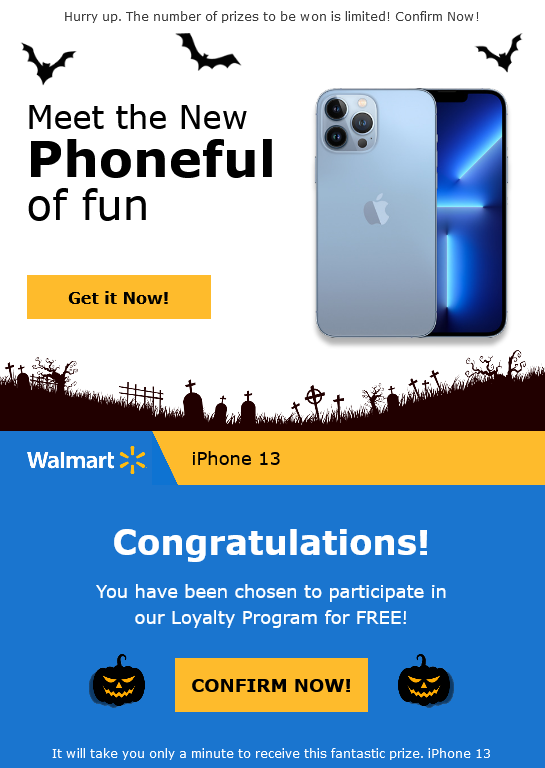 Hurry up. The number of prizes to be won is limited! Confirm Now!
Meet the New
Phoneful
of fun
Get it Now!
Walmart
iPhone 13
Congratulations!
You have been chosen to participate in
our Loyalty Program for FREE!
CONFIRM NOW!
It will take you only a minute to receive this fantastic prize. iPhone 13